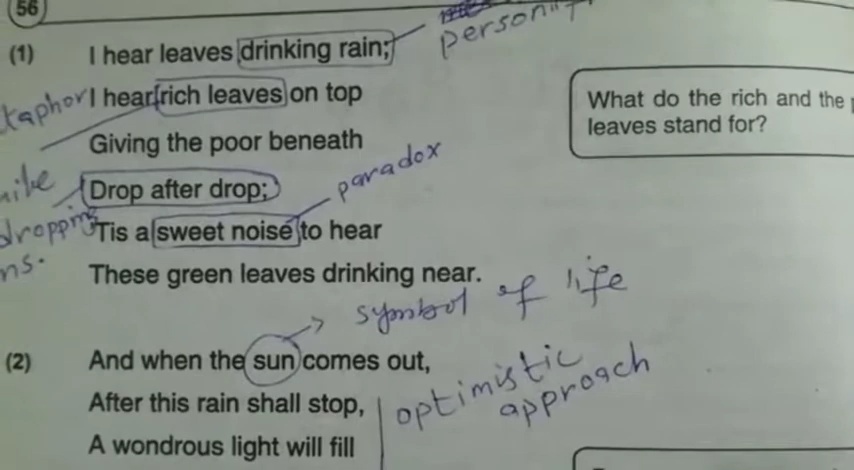 56
(1) I hear leaves drinking rain;
person
I hear rich leaves on top
taphor
What do the rich and the
leaves stand for?
Giving the poor beneath
Drop after drop;
paradox
dropping
'Tis a sweet noise to hear
ns.
These green leaves drinking near.
symbol of life
(2) And when the sun comes out,
After this rain shall stop,
optimistic
approach
A wondrous light will fill